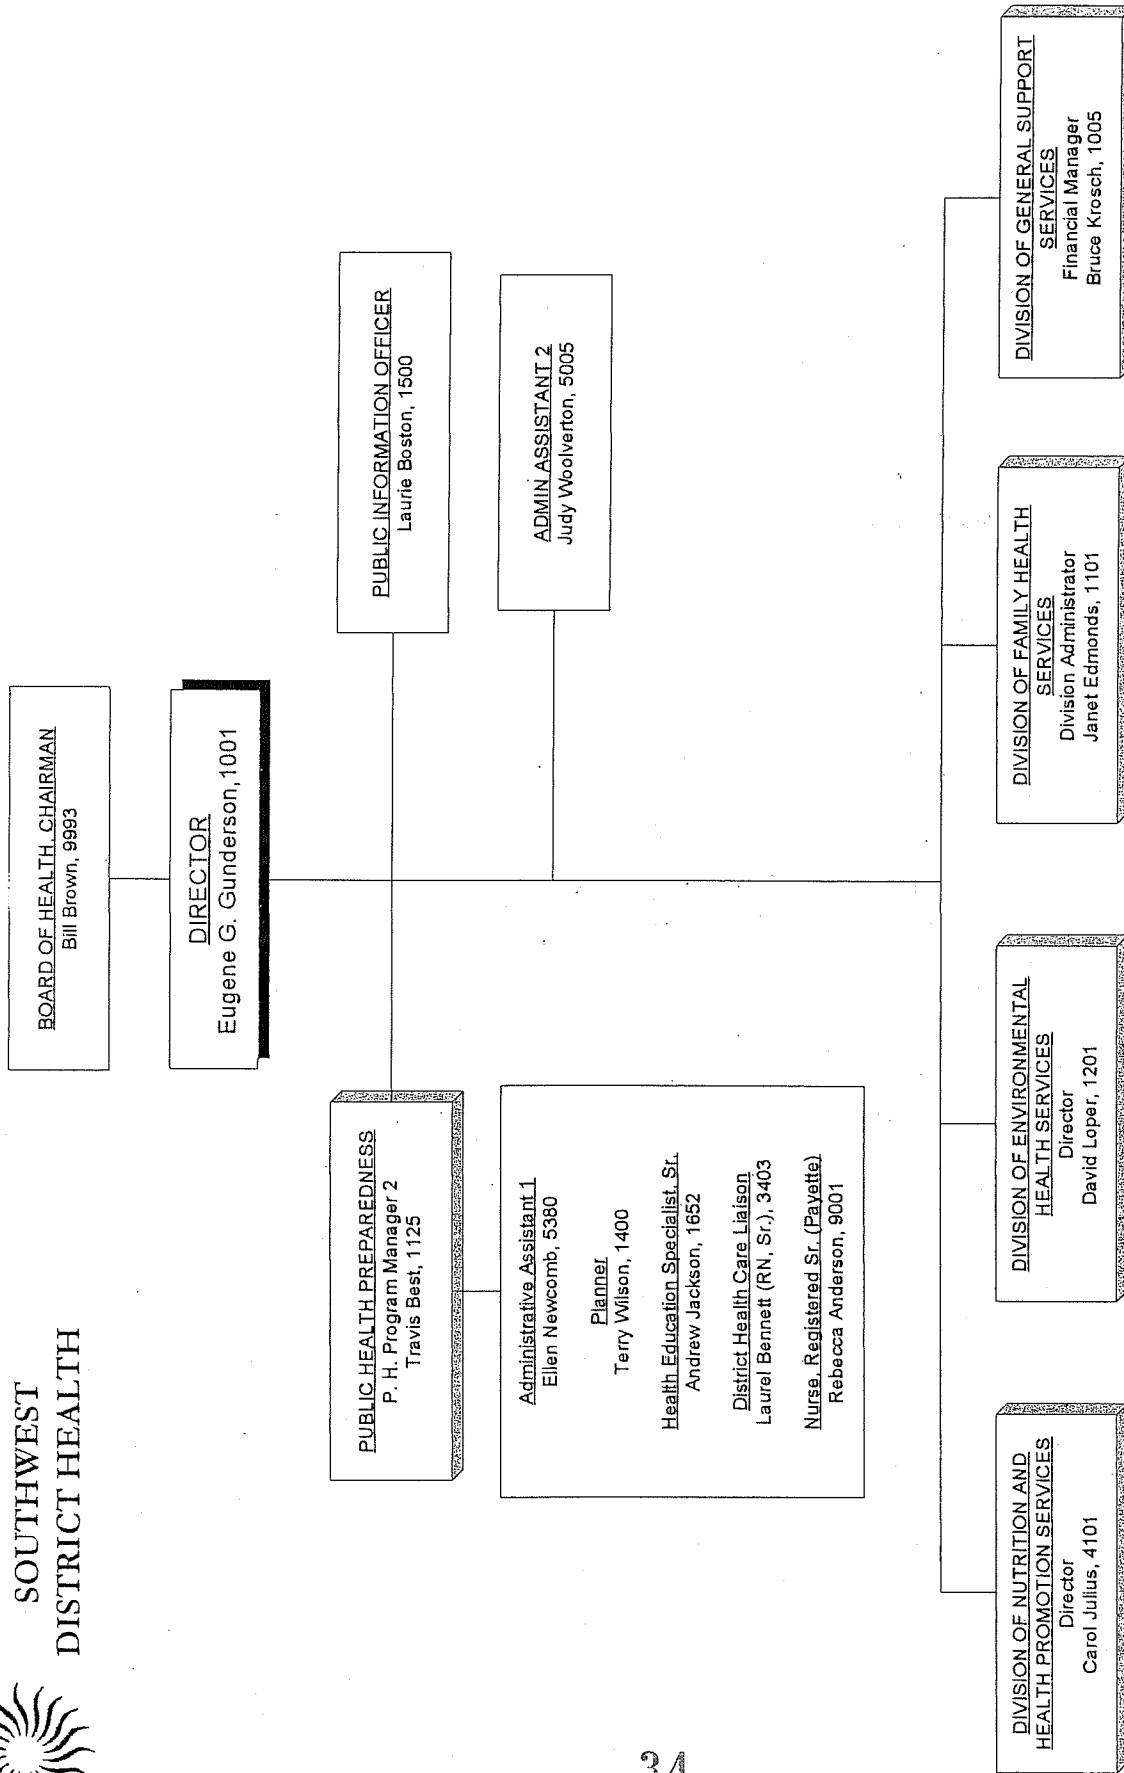 SOUTHWEST
DISTRICT HEALTH
BOARD OF HEALTH, CHAIRMAN
Bill Brown, 9993
DIRECTOR
Eugene G. Gunderson,1001
PUBLIC HEALTH PREPAREDNESS
P. H. Program Manager 2
Travis Best, 1125
PUBLIC INFORMATION OFFICER
Laurie Boston, 1500
Administrative Assistant 1
Ellen Newcomb, 5380
Planner
Terry Wilson, 1400
Health Education Specialist, Sr.
Andrew Jackson, 1652
District Health Care Liaison
Laurel Bennett (RN, Sr.), 3403
Nurse, Registered Sr. (Payette)
Rebecca Anderson, 9001
ADMIN ASSISTANT 2
Judy Woolverton, 5005
DIVISION OF NUTRITION AND
HEALTH PROMOTION SERVICES
Director
Carol Julius, 4101
DIVISION OF ENVIRONMENTAL
HEALTH SERVICES
Director
David Loper, 1201
DIVISION OF FAMILY HEALTH
SERVICES
Division Administrator
Janet Edmonds, 1101
DIVISION OF GENERAL SUPPORT
SERVICES
Financial Manager
Bruce Krosch, 1005
34